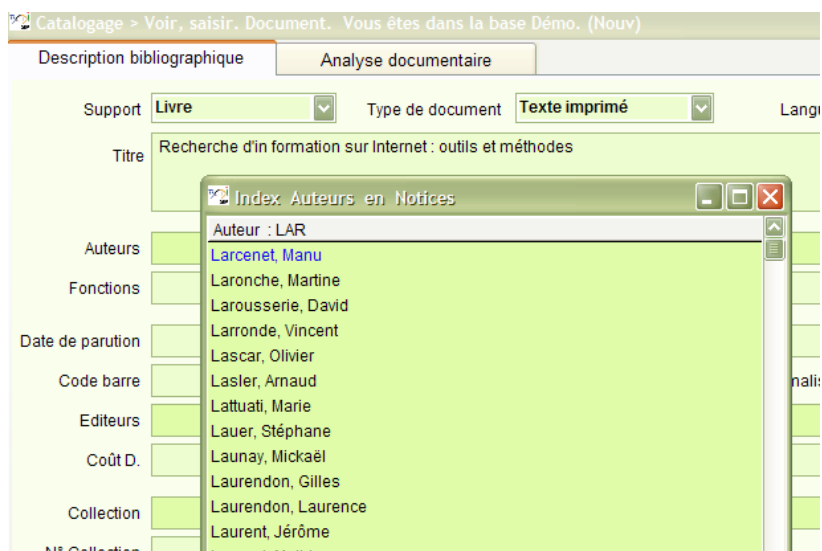 Catalogage > Voir, saisir. Document. Vous êtes dans la base Démo. (Nouv)
Description bibliographique Analyse documentaire
Support Livre Type de document Texte imprimé Langu
Titre Recherche d'in formation sur Internet : outils et méthodes
Index Auteurs en Notices
Auteur : LAR
Auteurs Larcenet, Manu
Laronche, Martine
Fonctions Larousserie, David
Larronde, Vincent
Date de parution Lascar, Olivier
Code barre Lasler, Arnaud nalis
Lattuati, Marie
Editeurs Lauer, Stéphane
Coût D. Launay, Mickaël
Laurendon, Gilles
Collection Laurendon, Laurence
Laurent, Jérôme